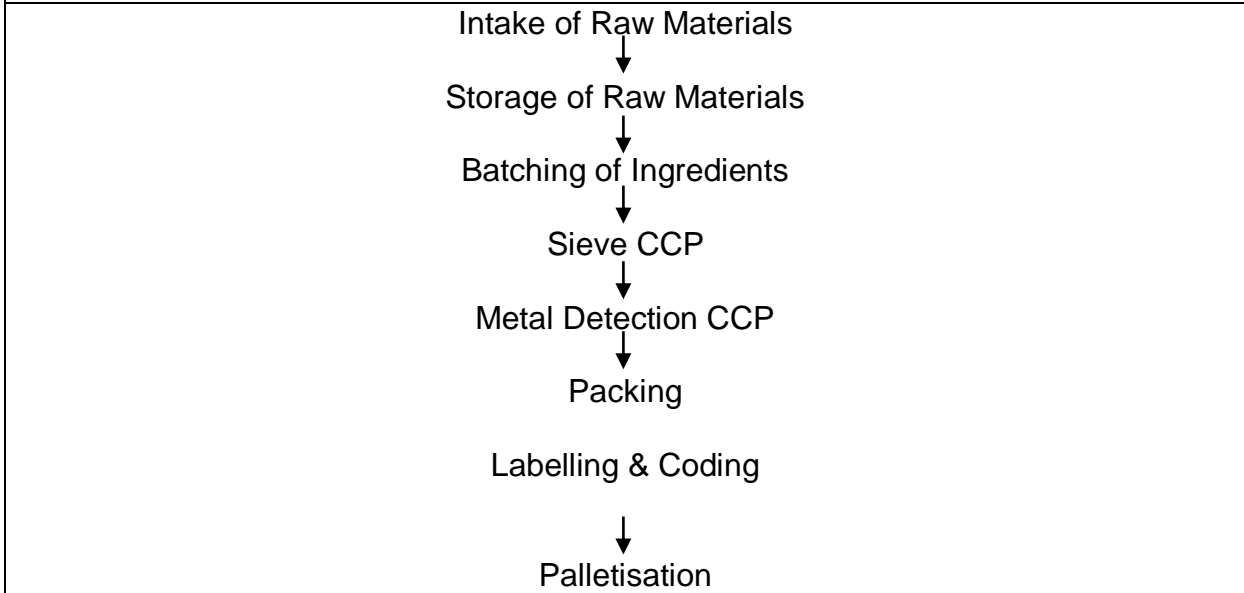 Intake of Raw Materials
Storage of Raw Materials
Batching of Ingredients
Sieve CCP
Metal Detection CCP
Packing
Labelling & Coding
Palletisation